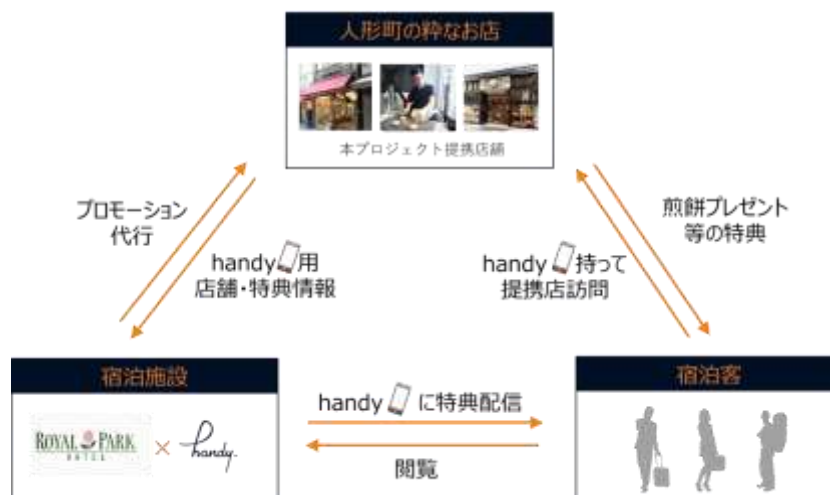 人形町の粋なお店
本プロジェクト提携店舗
プロモーション
代行
handy用
店舗・特典情報
handy持って
提携店訪問
煎餅プレゼント
等の特典
宿泊施設
ROYAL PARK
HOTEL
×
handy.
handyに特典配信
閲覧
宿泊客